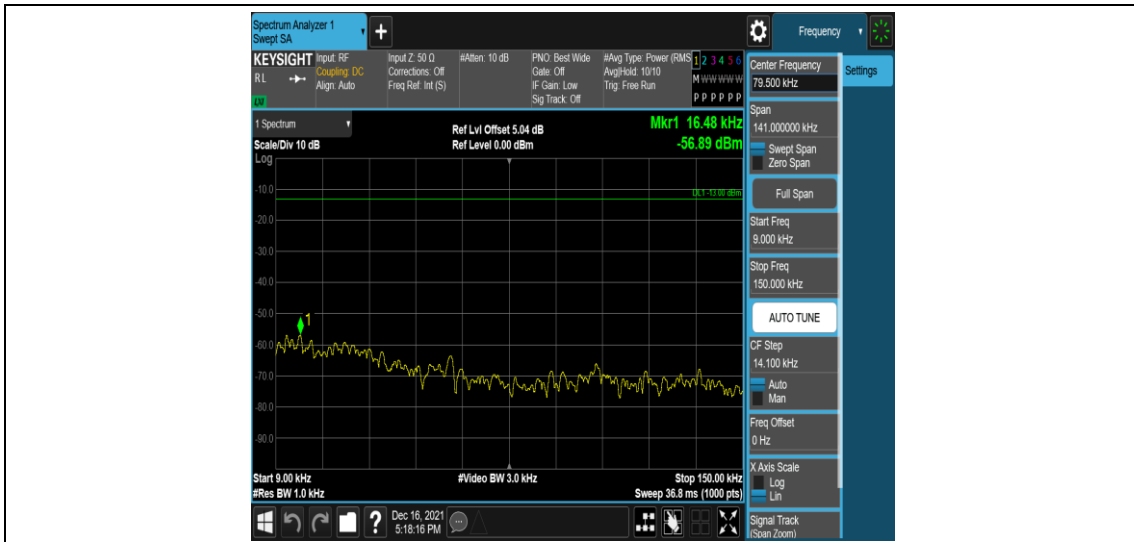 Spectrum Analyzer 1
Swept SA
Frequency
KEYSIGHT
RL
LXI
Input: RF
Coupling: DC
Align: Auto
Input Z: 50 Ω
Corrections: Off
Freq Ref: Int (S)
#Atten: 10 dB
PNO: Best Wide
Gate: Off
IF Gain: Low
Sig Track: Off
#Avg Type: Power (RMS
Avg|Hold: 10/10
Trig: Free Run
1 2 3 4 5 6
M W W W W W
P P P P P P
1 Spectrum
Scale/Div 10 dB
Log
Ref Lvl Offset 5.04 dB
Ref Level 0.00 dBm
Mkr1 16.48 kHz
-56.89 dBm
DL1 -13.00 dBm
-10.0
-20.0
-30.0
-40.0
-50.0
-60.0
-70.0
-80.0
-90.0
1
Start 9.00 kHz
#Res BW 1.0 kHz
#Video BW 3.0 kHz
Stop 150.00 kHz
Sweep 36.8 ms (1000 pts)
Center Frequency
79.500 kHz
Settings
Span
141.000000 kHz
Swept Span
Zero Span
Full Span
Start Freq
9.000 kHz
Stop Freq
150.000 kHz
AUTO TUNE
CF Step
14.100 kHz
Auto
Man
Freq Offset
0 Hz
X Axis Scale
Log
Lin
Signal Track
(Span Zoom)
?
Dec 16, 2021
5:18:16 PM